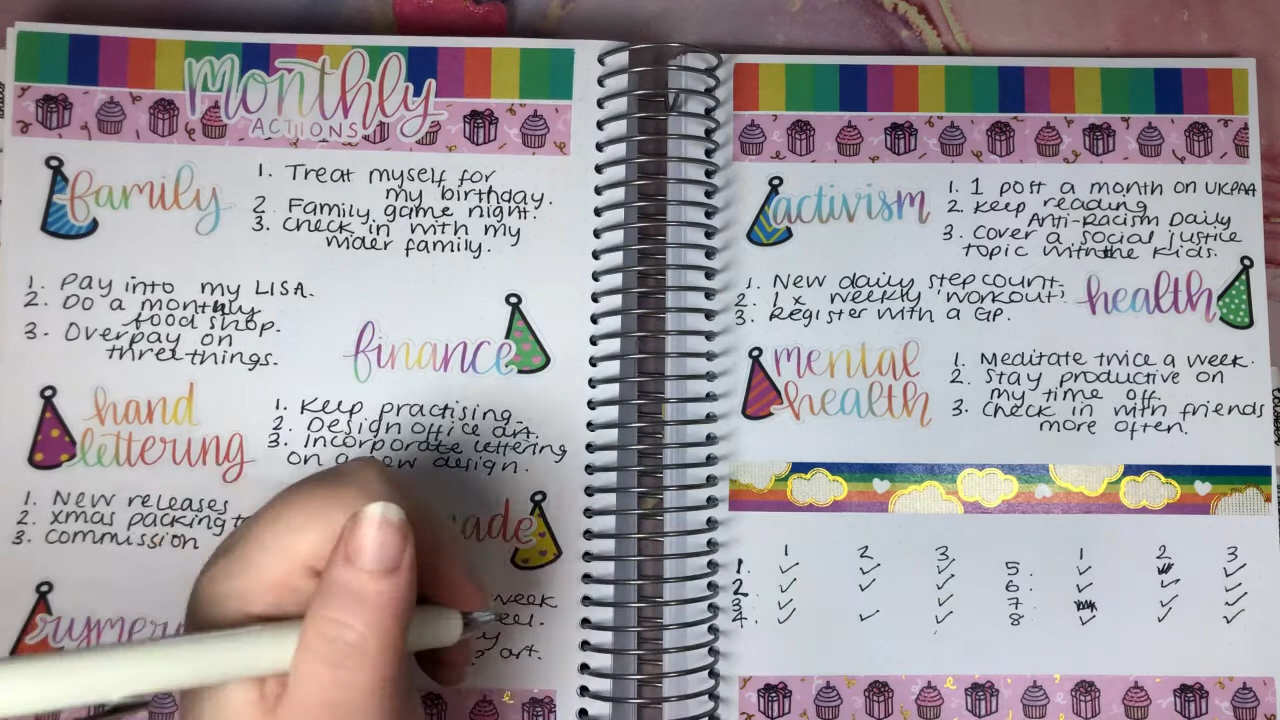 monthly
ACTIONS
family
1. Treat myself for
my birthday.
2. Family game night.
3. Check in with my
wider family.
1. Pay into my LISA.
2. Do a monthly
food shop.
3. Overpay on
three things.
finance
hand
lettering
1. Keep practising.
2. Design office art.
3. Incorporate lettering
on a new design.
1. New releases
2. Xmas packing
3. commission
ade
week
art.
activism
1. 1 post a month on UKPAA
2. Keep reading
Anti-Racism Daily
3. Cover a social justice
topic with the kids.
1. New daily step count.
2. 1x weekly 'workout'
3. Register with a GP.
health
mental
health
1. Meditate twice a week.
2. Stay productive on
my time off.
3. Check in with friends
more often.
1 2 3 1 2 3
1. ✓ ✓ ✓ 5. ✓ ✓
2. ✓ ✓ ✓ 6. ✓ ✓ ✓
3. ✓ ✓ 7 ✓ ✓
4. ✓ ✓ ✓ 8 ✓ ✓ ✓